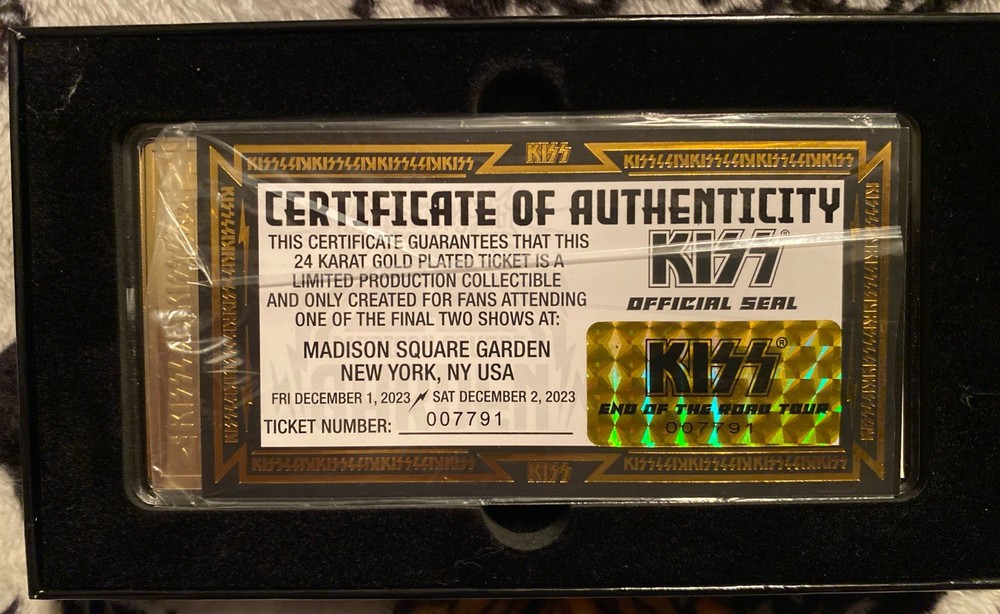 KISS
CERTIFICATE OF AUTHENTICITY
THIS CERTIFICATE GUARANTEES THAT THIS
24 KARAT GOLD PLATED TICKET IS A
LIMITED PRODUCTION COLLECTIBLE
AND ONLY CREATED FOR FANS ATTENDING
ONE OF THE FINAL TWO SHOWS AT:
MADISON SQUARE GARDEN
NEW YORK, NY USA
FRI DECEMBER 1, 2023 SAT DECEMBER 2, 2023
TICKET NUMBER: 007791
KISS®
OFFICIAL SEAL
KISS®
END OF THE ROAD TOUR
007791
KISS